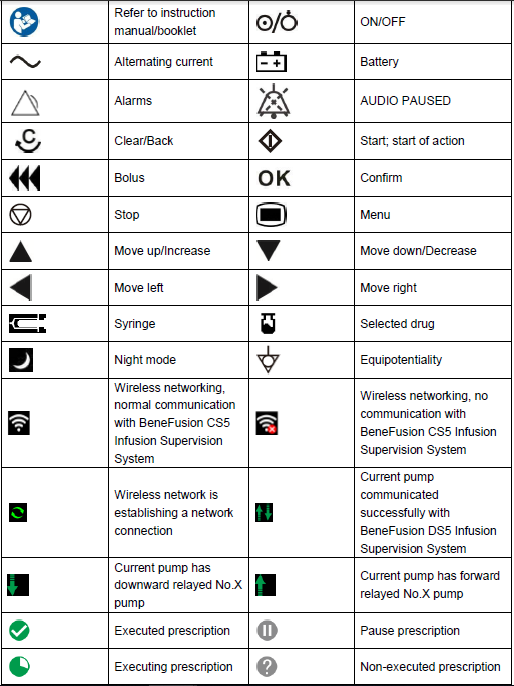 Refer to instruction
manual/booklet
ON/OFF
Alternating current
Battery
Alarms
AUDIO PAUSED
C
Clear/Back
Start; start of action
Bolus
OK
Confirm
Stop
Menu
Move up/Increase
Move down/Decrease
Move left
Move right
Syringe
Selected drug
Night mode
Equipotentiality
Wireless networking,
normal communication
with BeneFusion CS5
Infusion Supervision
System
Wireless networking, no
communication with
BeneFusion CS5 Infusion
Supervision System
Wireless network is
establishing a network
connection
Current pump
communicated
successfully with
BeneFusion DS5 Infusion
Supervision System
Current pump has
downward relayed No.X
pump
Current pump has forward
relayed No.X pump
Executed prescription
Pause prescription
Executing prescription
?
Non-executed prescription